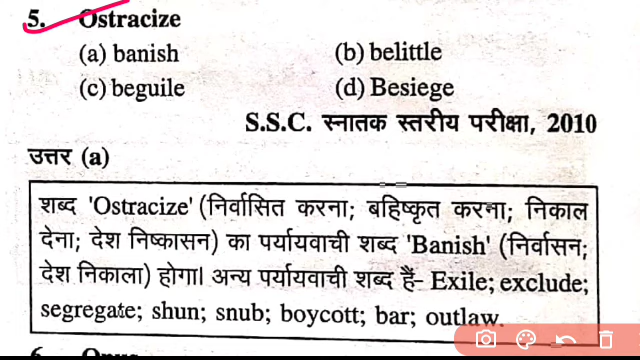 5. Ostracize
(a) banish (b) belittle
(c) beguile (d) Besiege
S.S.C. स्नातक स्तरीय परीक्षा, 2010
उत्तर (a)
शब्द 'Ostracize' (निर्वासित करना; बहिष्कृत करना; निकाल
देना; देश निष्कासन) का पर्यायवाची शब्द 'Banish' (निर्वासन;
देश निकाला) होगा। अन्य पर्यायवाची शब्द हैं- Exile; exclude;
segregate; shun; snub; boycott; bar; outlaw.
6.